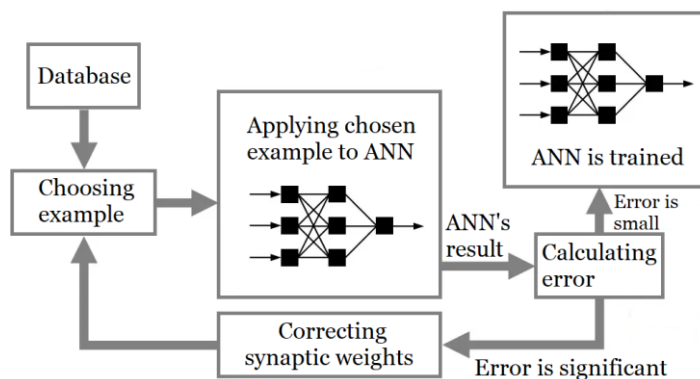 Database
Choosing
example
Applying chosen
example to ANN
ANN's
result
Calculating
error
Error is
small
ANN is trained
Error is significant
Correcting
synaptic weights